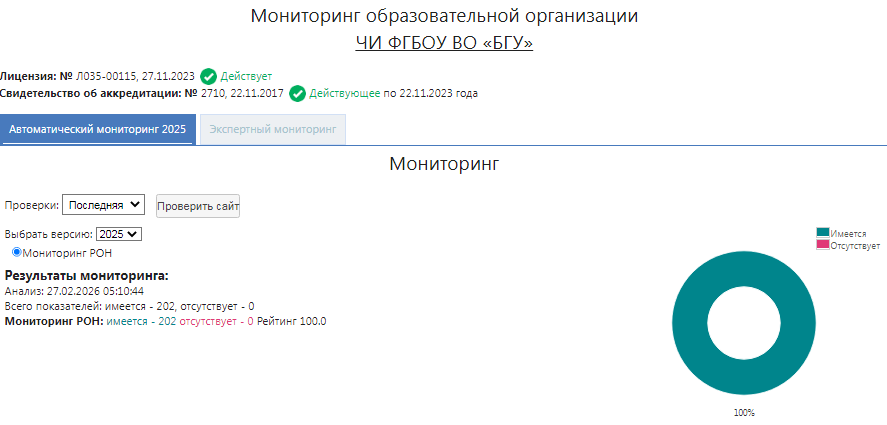 Мониторинг образовательной организации
ЧИ ФГБОУ ВО «БГУ»
Лицензия: № Л035-00115, 27.11.2023 Действует
Свидетельство об аккредитации: № 2710, 22.11.2017 Действующее по 22.11.2023 года
Автоматический мониторинг 2025 Экспертный мониторинг
Мониторинг
Проверки: Последняя Проверить сайт
Выбрать версию: 2025
Мониторинг РОН
Имеется
Отсутствует
Результаты мониторинга:
Анализ: 27.02.2026 05:10:44
Всего показателей: имеется - 202, отсутствует - 0
Мониторинг РОН: имеется - 202 отсутствует - 0 Рейтинг 100.0
100%